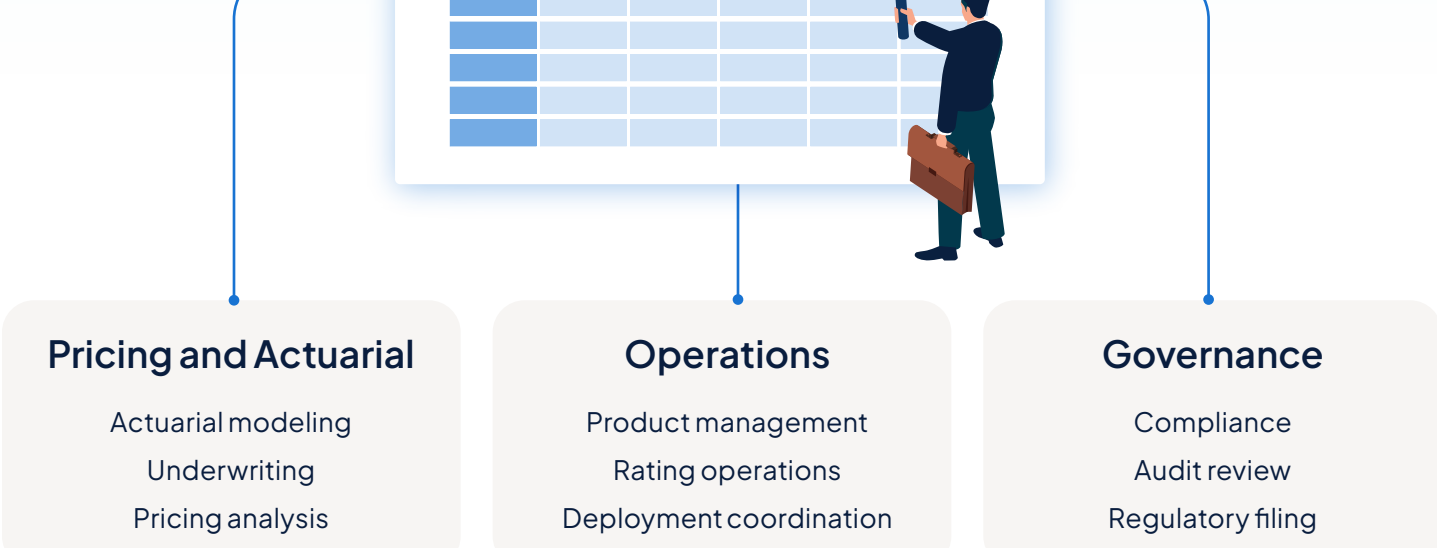 Pricing and Actuarial
Actuarial modeling
Underwriting
Pricing analysis
Operations
Product management
Rating operations
Deployment coordination
Governance
Compliance
Audit review
Regulatory filing